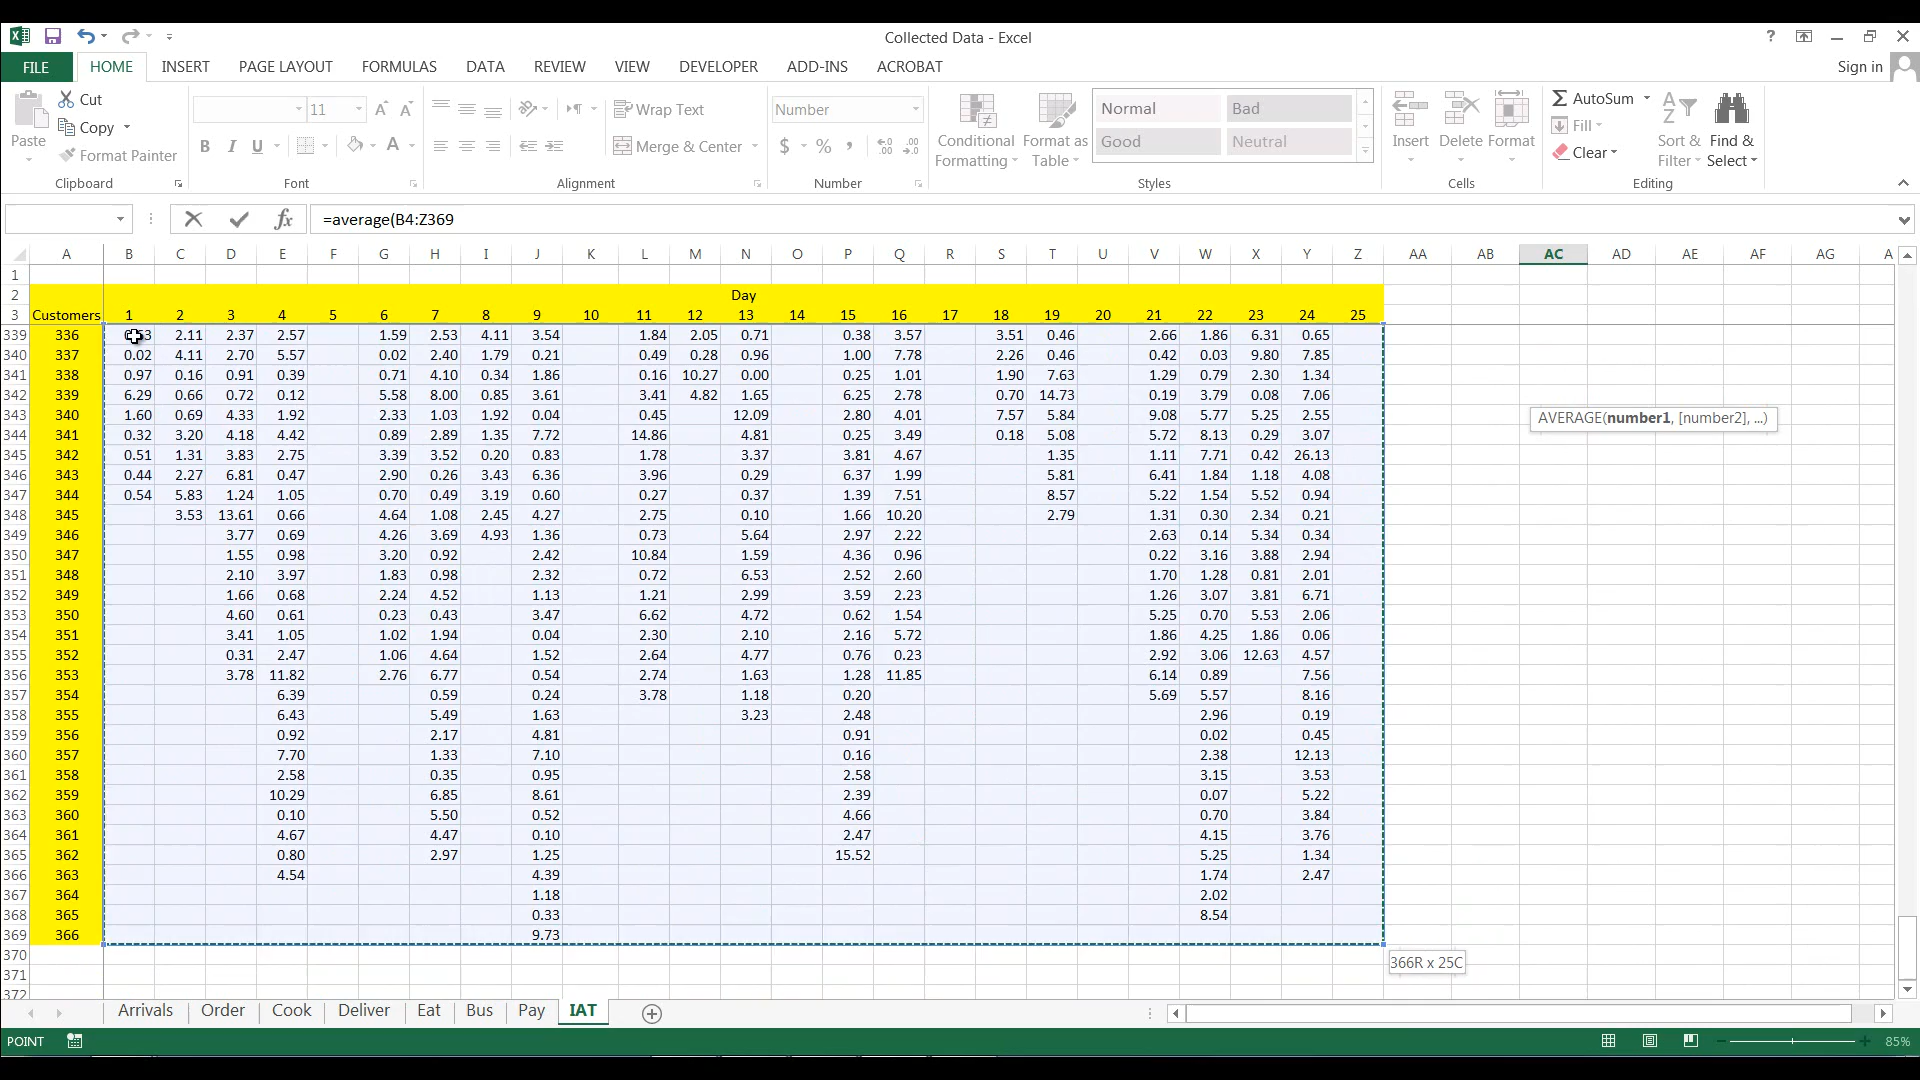 Collected Data - Excel
?
FILE HOME INSERT PAGE LAYOUT FORMULAS DATA REVIEW VIEW DEVELOPER ADD-INS ACROBAT Sign in
Paste Cut Copy Format Painter
Clipboard
11
B I U A
Font
Wrap Text
Merge & Center
Alignment
Number
$ % ,
Number
Conditional Formatting
Format as Table
Normal Bad
Good Neutral
Styles
Insert Delete Format
Cells
AutoSum
Fill
Clear
Sort & Filter
Find & Select
Editing
fx =average(B4:Z369
A B C D E F G H I J K L M N O P Q R S T U V W X Y Z AA AB AC AD AE AF AG A
1
2 Day
3 Customers 1 2 3 4 5 6 7 8 9 10 11 12 13 14 15 16 17 18 19 20 21 22 23 24 25
339 336 2.11 2.37 2.57 1.59 2.53 4.11 3.54 1.84 2.05 0.71 0.38 3.57 3.51 0.46 2.66 1.86 6.31 0.65
340 337 0.02 4.11 2.70 5.57 0.02 2.40 1.79 0.21 0.49 0.28 0.96 1.00 7.78 2.26 0.46 0.42 0.03 9.80 7.85
341 338 0.97 0.16 0.91 0.39 0.71 4.10 0.34 1.86 0.16 10.27 0.00 0.25 1.01 1.90 7.63 1.29 0.79 2.30 1.34
342 339 6.29 0.66 0.72 0.12 5.58 8.00 0.85 3.61 3.41 4.82 1.65 6.25 2.78 0.70 14.73 0.19 3.79 0.08 7.06
343 340 1.60 0.69 4.33 1.92 2.33 1.03 1.92 0.04 0.45 12.09 2.80 4.01 7.57 5.84 9.08 5.77 5.25 2.55
344 341 0.32 3.20 4.18 4.42 0.89 2.89 1.35 7.72 14.86 4.81 0.25 3.49 0.18 5.08 5.72 8.13 0.29 3.07
345 342 0.51 1.31 3.83 2.75 3.39 3.52 0.20 0.83 1.78 3.37 3.81 4.67 1.35 1.11 7.71 0.42 26.13
346 343 0.44 2.27 6.81 0.47 2.90 0.26 3.43 6.36 3.96 0.29 6.37 1.99 5.81 6.41 1.84 1.18 4.08
347 344 0.54 5.83 1.24 1.05 0.70 0.49 3.19 0.60 0.27 0.37 1.39 7.51 8.57 5.22 1.54 5.52 0.94
348 345 3.53 13.61 0.66 4.64 1.08 2.45 4.27 2.75 0.10 1.66 10.20 2.79 1.31 0.30 2.34 0.21
349 346 3.77 0.69 4.26 3.69 4.93 1.36 0.73 5.64 2.97 2.22 2.63 0.14 5.34 0.34
350 347 1.55 0.98 3.20 0.92 2.42 10.84 1.59 4.36 0.96 0.22 3.16 3.88 2.94
351 348 2.10 3.97 1.83 0.98 2.32 0.72 6.53 2.52 2.60 1.70 1.28 0.81 2.01
352 349 1.66 0.68 2.24 4.52 1.13 1.21 2.99 3.59 2.23 1.26 3.07 3.81 6.71
353 350 4.60 0.61 0.23 0.43 3.47 6.62 4.72 0.62 1.54 5.25 0.70 5.53 2.06
354 351 3.41 1.05 1.02 1.94 0.04 2.30 2.10 2.16 5.72 1.86 4.25 1.86 0.06
355 352 0.31 2.47 1.06 4.64 1.52 2.64 4.77 0.76 0.23 2.92 3.06 12.63 4.57
356 353 3.78 11.82 2.76 6.77 0.54 2.74 1.63 1.28 11.85 6.14 0.89 7.56
357 354 6.39 0.59 0.24 3.78 1.18 0.20 5.69 5.57 8.16
358 355 6.43 5.49 1.63 3.23 2.48 2.96 0.19
359 356 0.92 2.17 4.81 0.91 0.02 0.45
360 357 7.70 1.33 7.10 0.16 2.38 12.13
361 358 2.58 0.35 0.95 2.58 3.15 3.53
362 359 10.29 6.85 8.61 2.39 0.07 5.22
363 360 0.10 5.50 0.52 4.66 0.70 3.84
364 361 4.67 4.47 0.10 2.47 4.15 3.76
365 362 0.80 2.97 1.25 15.52 5.25 1.34
366 363 4.54 4.39 1.74 2.47
367 364 1.18 2.02
368 365 0.33 8.54
369 366 9.73
370
371
372
AVERAGE(number1, [number2], ...)
366R x 25C
Arrivals Order Cook Deliver Eat Bus Pay IAT
POINT 85%